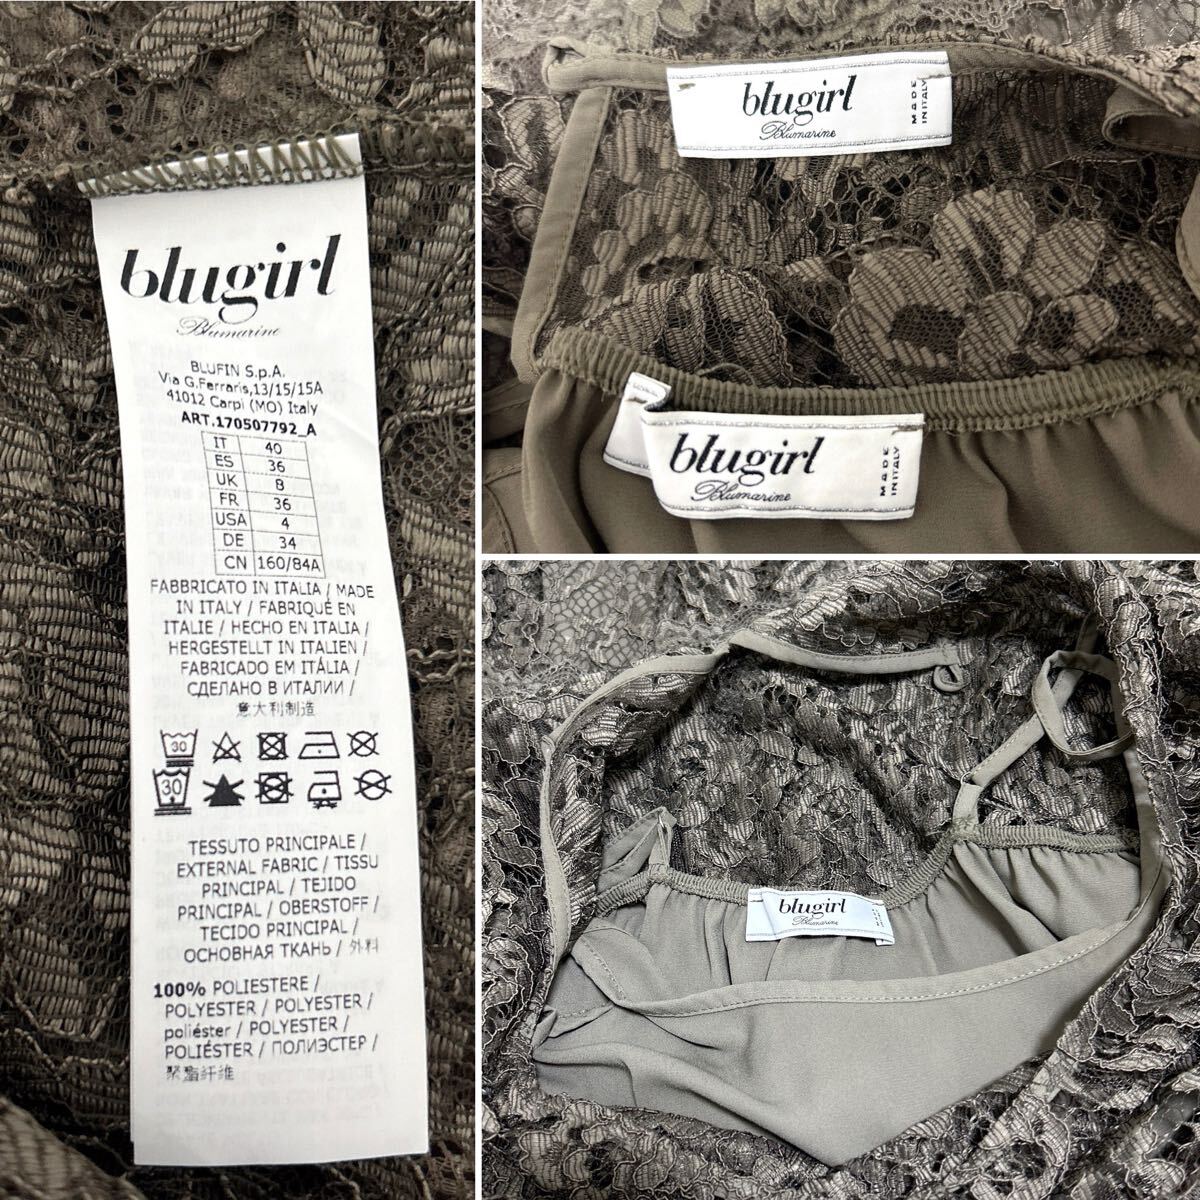 blugirl
Blumarine
BLUFIN S.p.A.
Via G.Ferraris,13/15/15A
41012 Carpi (MO) Italy
ART.170507792_A
IT 40
ES 36
UK 8
FR 36
USA 4
DE 34
CN 160/84A
FABBRICATO IN ITALIA / MADE
IN ITALY / FABRIQUÉ EN
ITALIE / HECHO EN ITALIA /
HERGESTELLT IN ITALIEN /
FABRICADO EM ITÁLIA /
СДЕЛАНО В ИТАЛИИ /
意大利制造
30
30
TESSUTO PRINCIPALE /
EXTERNAL FABRIC / TISSU
PRINCIPAL / TEJIDO
PRINCIPAL / OBERSTOFF /
TECIDO PRINCIPAL /
ОСНОВНАЯ ТКАНЬ / 外料
100% POLIESTERE /
POLYESTER / POLYESTER /
poliéster / POLYESTER /
POLIÉSTER / ПОЛИЭСТЕР /
聚酯纤维
blugirl
Blumarine
MADE
IN ITALY
blugirl
Blumarine
MADE
IN ITALY
blugirl
Blumarine